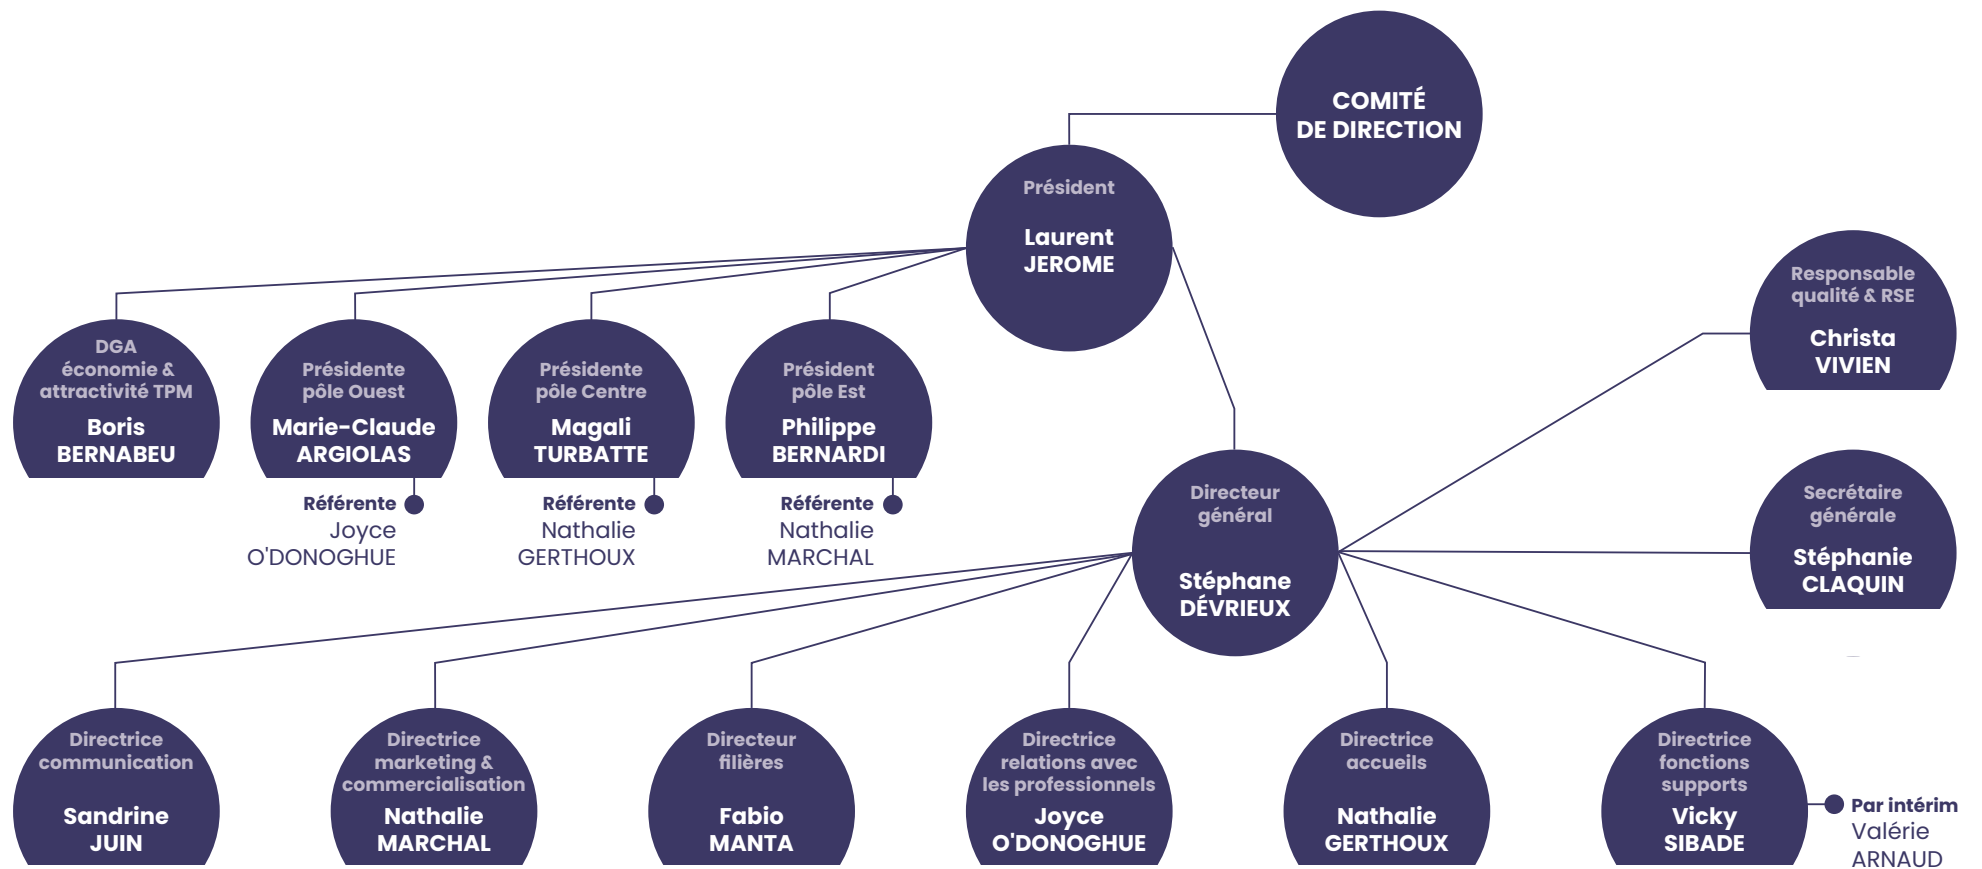 COMITÉ
DE DIRECTION
Président
Laurent
JEROME
Responsable
qualité & RSE
Christa
VIVIEN
DGA
économie &
attractivité TPM
Boris
BERNABEU
Présidente
pôle Ouest
Marie-Claude
ARGIOLAS
Référente
Joyce
O'DONOGHUE
Présidente
pôle Centre
Magali
TURBATTE
Référente
Nathalie
GERTHOUX
Président
pôle Est
Philippe
BERNARDI
Référente
Nathalie
MARCHAL
Directeur
général
Stéphane
DÉVRIEUX
Secrétaire
générale
Stéphanie
CLAQUIN
Directrice
communication
Sandrine
JUIN
Directrice
marketing &
commercialisation
Nathalie
MARCHAL
Directeur
filières
Fabio
MANTA
Directrice
relations avec
les professionnels
Joyce
O'DONOGHUE
Directrice
accueils
Nathalie
GERTHOUX
Directrice
fonctions
supports
Vicky
SIBADE
Par intérim
Valérie
ARNAUD